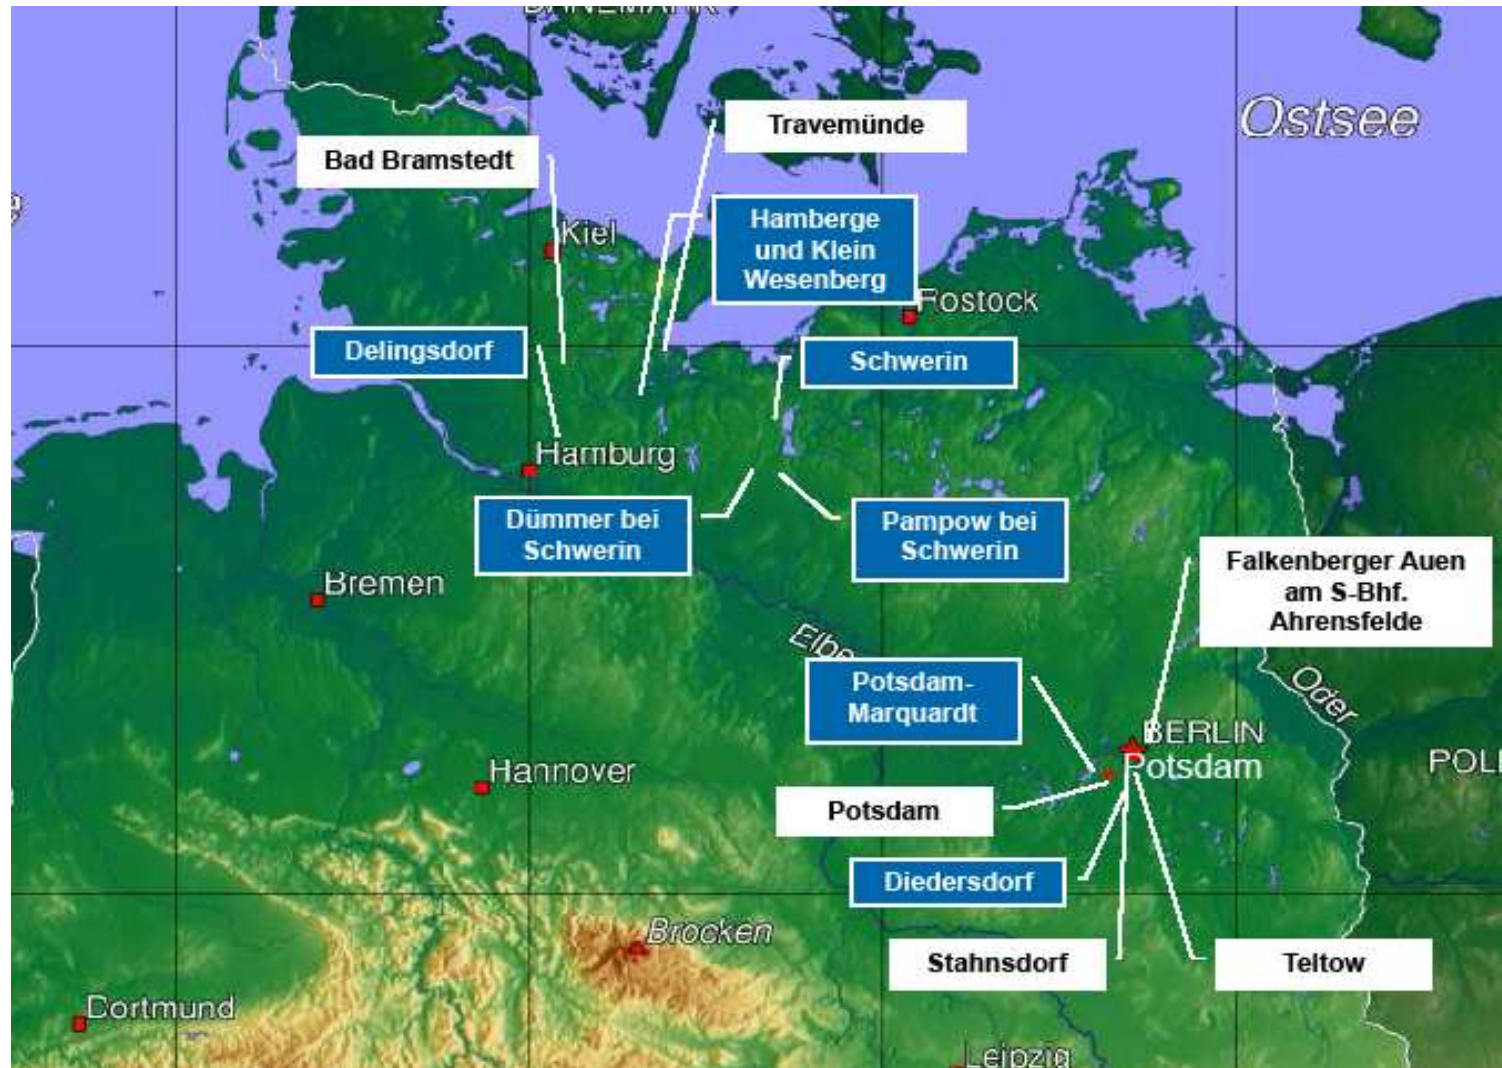 DÄNEMARK
Ostsee
Travemünde
Bad Bramstedt
Kiel
Hamberge
und Klein
Wesenberg
Rostock
Delingsdorf
Schwerin
Hamburg
Dümmer bei
Schwerin
Pampow bei
Schwerin
Falkenberger Auen
am S-Bhf.
Ahrensfelde
Bremen
Elbe
Potsdam-
Marquardt
Oder
BERLIN
Potsdam
POL
Hannover
Potsdam
Diedersdorf
Brocken
Stahnsdorf
Teltow
Dortmund
Leipzig